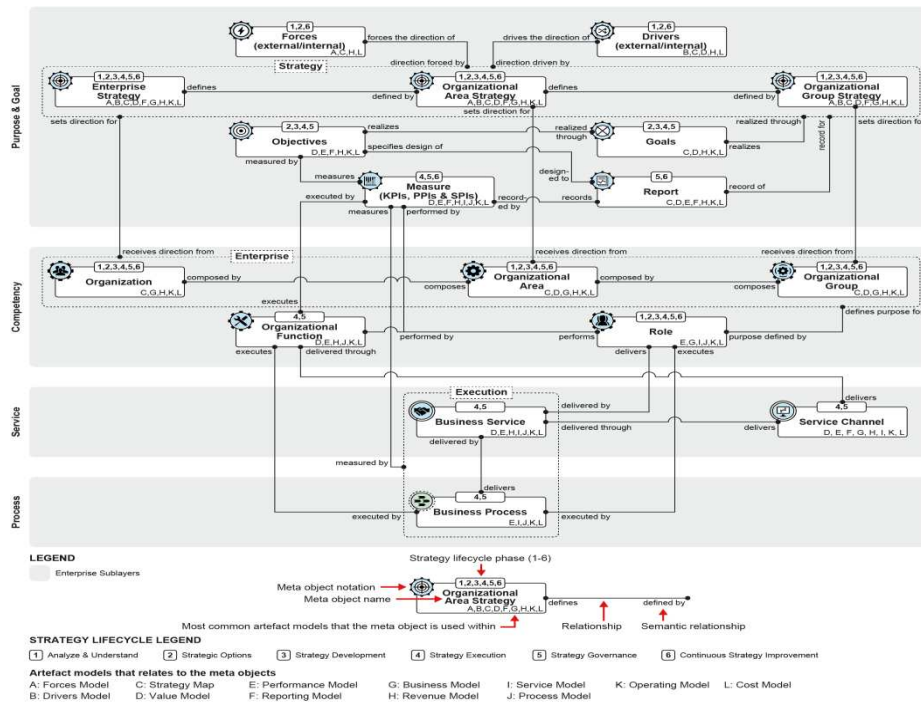 1,2,6
Forces
(external/internal)
A,C,H,L
forces the direction of
drives the direction of
1,2,6
Drivers
(external/internal)
B,C,D,H,L
Strategy
direction forced by
direction driven by
1,2,3,4,5,6
Enterprise
Strategy
A,B,C,D,F,G,H,K,L
defines
defined by
1,2,3,4,5,6
Organizational
Area Strategy
A,B,C,D,F,G,H,K,L
defines
defined by
1,2,3,4,5,6
Organizational
Group Strategy
A,B,C,D,F,G,H,K,L
sets direction for
sets direction for
sets direction for
Purpose & Goal
2,3,4,5
Objectives
D,E,F,H,K,L
realizes
specifies design of
realized
through
2,3,4,5
Goals
C,D,H,K,L
realized through
realizes
record for
measured by
measures
4,5,6
Measure
(KPIs, PPIs & SPIs)
D,E,F,H,I,J,K,L
executed by
measures
performed by
record-
ed by
design-
ed to
records
5,6
Report
C,D,E,F,H,K,L
record of
receives direction from
Enterprise
receives direction from
receives direction from
1,2,3,4,5,6
Organization
C,G,H,K,L
composed by
composes
1,2,3,4,5,6
Organizational
Area
C,D,G,H,K,L
composed by
composes
1,2,3,4,5,6
Organizational
Group
C,D,G,H,K,L
Competency
executes
4,5
Organizational
Function
D,E,H,J,K,L
executes
delivered through
performed by
performs
1,2,3,4,5,6
Role
E,G,I,J,K,L
delivers
executes
purpose defined by
defines purpose for
Execution
Service
4,5
Business Service
D,E,H,I,J,K,L
delivered by
delivered through
delivered by
delivers
delivers
4,5
Service Channel
D, E, F, G, H, I, K, L
measured by
delivers
Process
4,5
Business Process
E,I,J,K,L
executed by
executed by
LEGEND
Enterprise Sublayers
Strategy lifecycle phase (1-6)
Meta object notation
Meta object name
1,2,3,4,5,6
Organizational
Area Strategy
A,B,C,D,F,G,H,K,L
defines
defined by
Most common artefact models that the meta object is used within
Relationship
Semantic relationship
STRATEGY LIFECYCLE LEGEND
1 Analyze & Understand 2 Strategic Options 3 Strategy Development 4 Strategy Execution 5 Strategy Governance 6 Continuous Strategy Improvement
Artefact models that relates to the meta objects
A: Forces Model C: Strategy Map E: Performance Model G: Business Model I: Service Model K: Operating Model L: Cost Model
B: Drivers Model D: Value Model F: Reporting Model H: Revenue Model J: Process Model